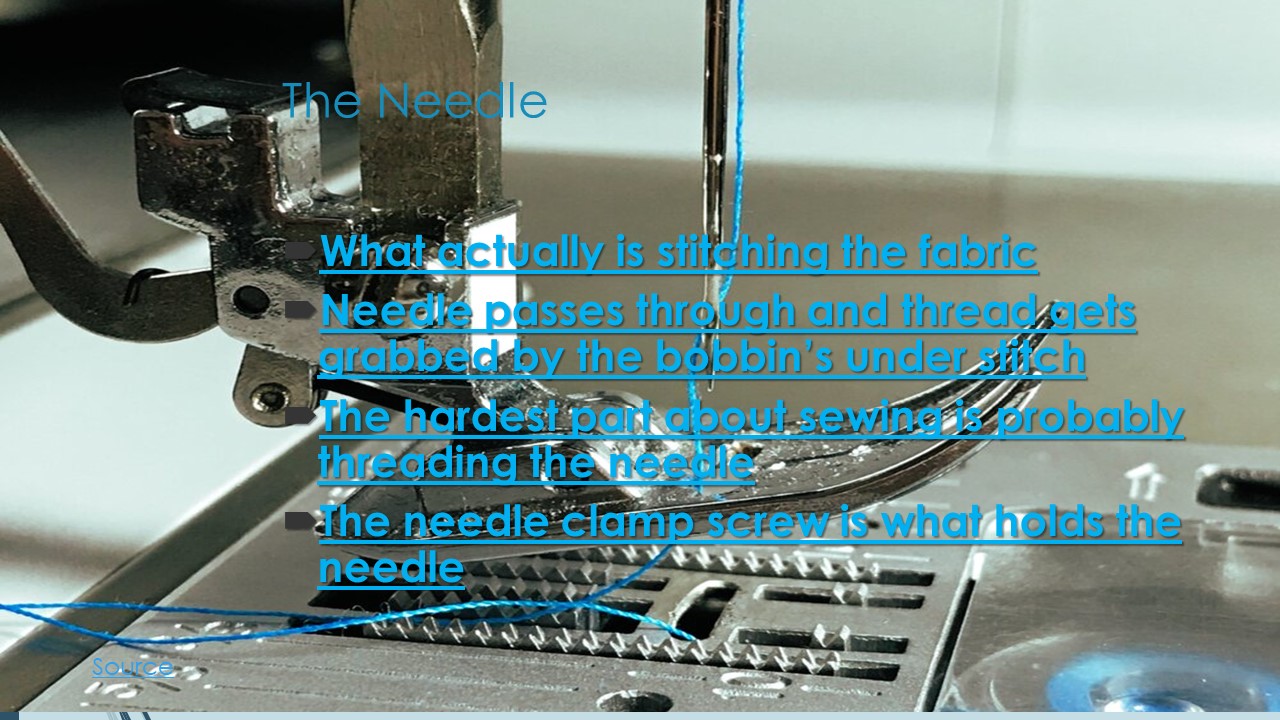 The Needle
What actually is stitching the fabric
Needle passes through and thread gets
grabbed by the bobbin’s under stitch
The hardest part about sewing is probably
threading the needle
The needle clamp screw is what holds the
needle
Source